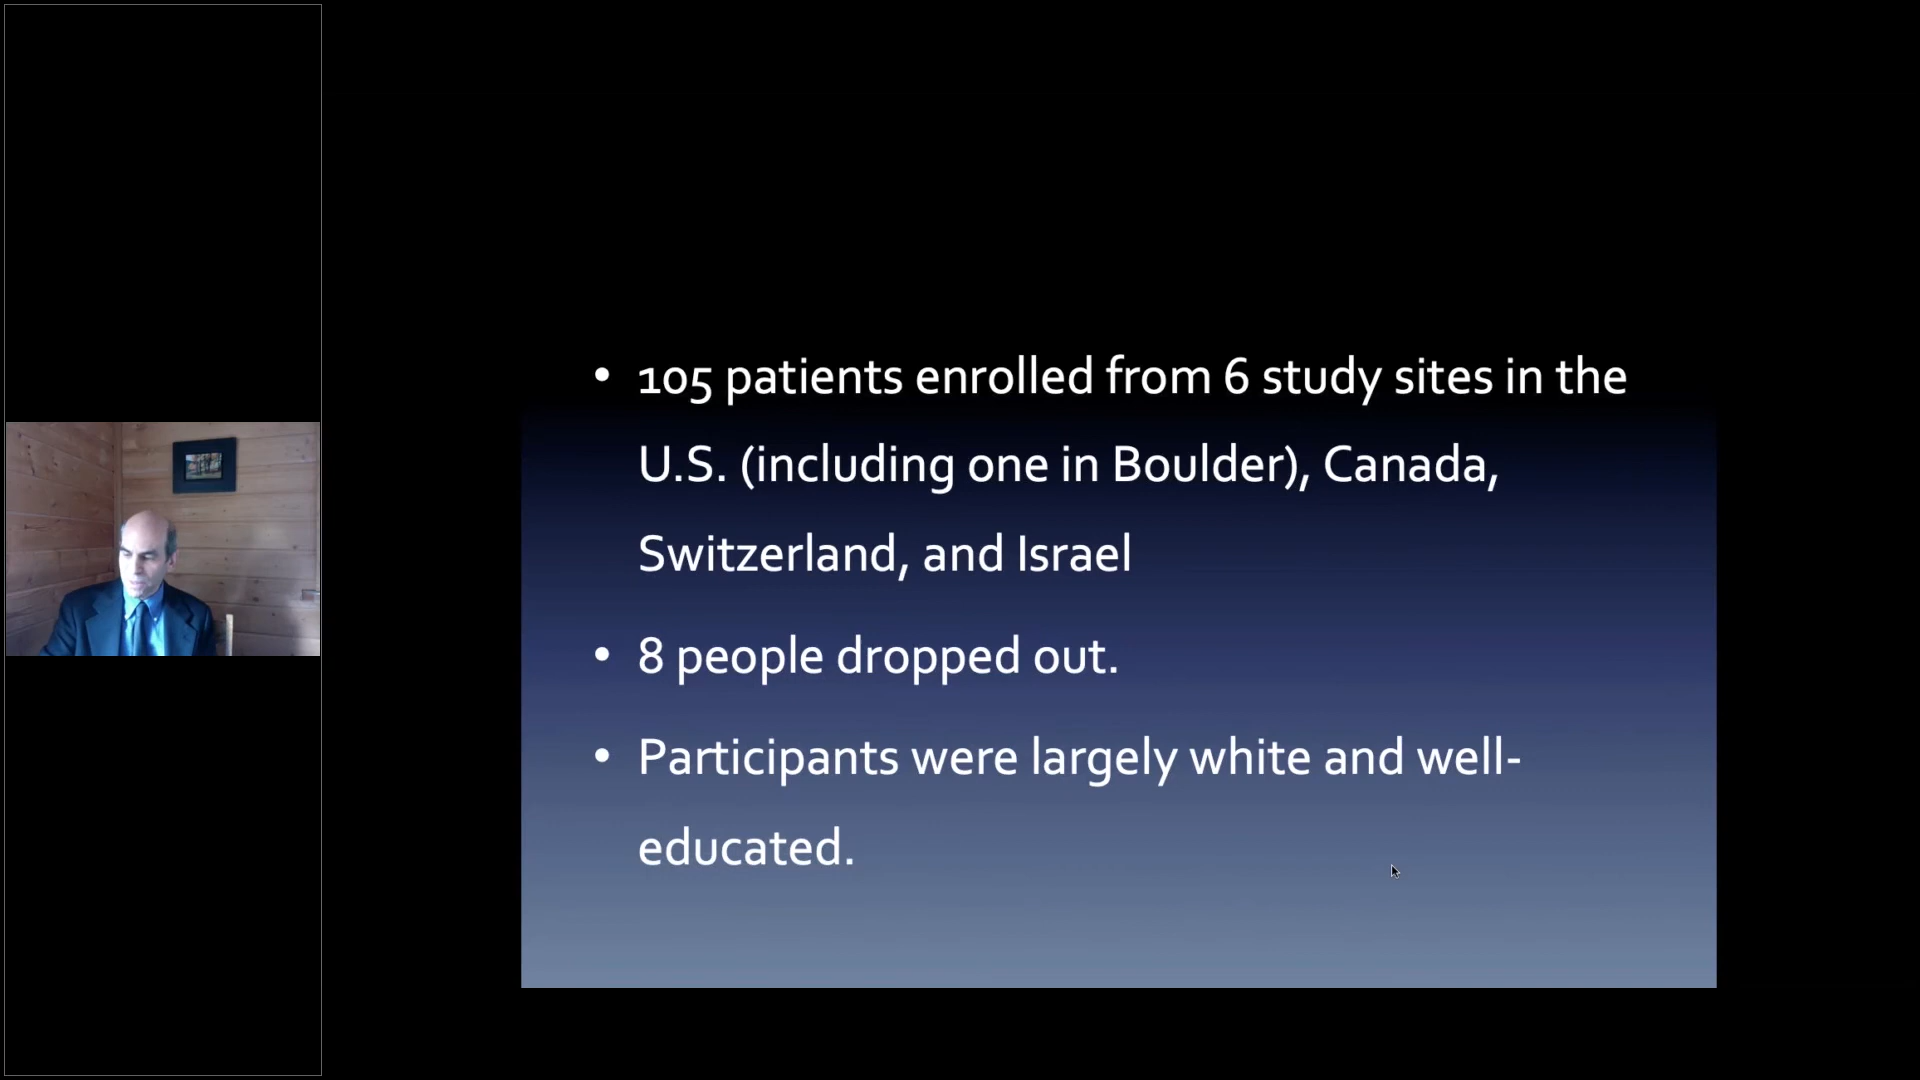 • 105 patients enrolled from 6 study sites in the
U.S. (including one in Boulder), Canada,
Switzerland, and Israel
• 8 people dropped out.
• Participants were largely white and well-
educated.